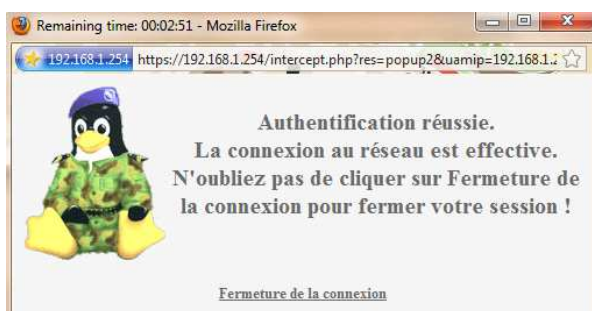 Remaining time: 00:02:51 - Mozilla Firefox
192.168.1.254 https://192.168.1.254/intercept.php?res=popup2&uamip=192.168.1.2
Authentification réussie.
La connexion au réseau est effective.
N'oubliez pas de cliquer sur Fermeture de
la connexion pour fermer votre session !
Fermeture de la connexion